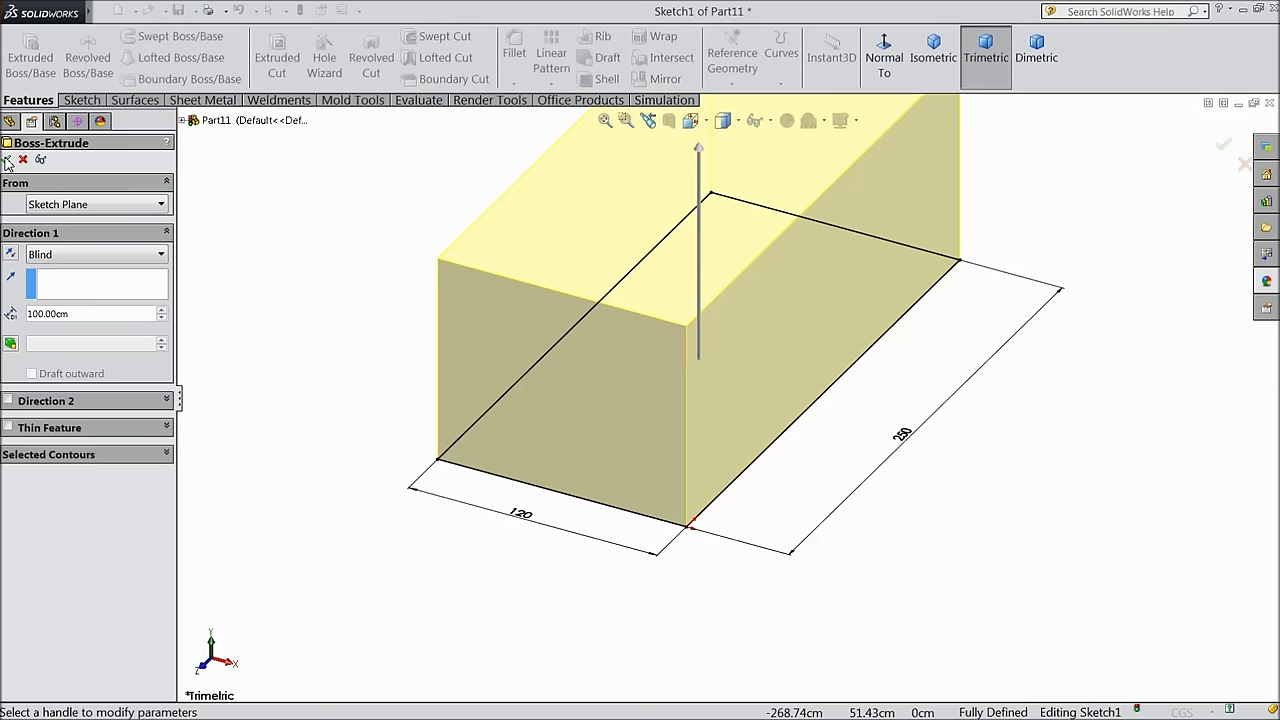 SOLIDWORKS
Sketch1 of Part11 *
Search SolidWorks Help
Extruded Boss/Base
Revolved Boss/Base
Swept Boss/Base
Lofted Boss/Base
Boundary Boss/Base
Extruded Cut
Hole Wizard
Revolved Cut
Swept Cut
Lofted Cut
Boundary Cut
Fillet
Linear Pattern
Rib
Draft
Shell
Wrap
Intersect
Mirror
Reference Geometry
Curves
Instant3D
Normal To
Isometric
Trimetric
Dimetric
Features
Sketch
Surfaces
Sheet Metal
Weldments
Mold Tools
Evaluate
Render Tools
Office Products
Simulation
Part11 (Default<<Def...
Boss-Extrude
?
From
Sketch Plane
Direction 1
Blind
100.00cm
Draft outward
Direction 2
Thin Feature
Selected Contours
250
120
Y
X
Z
*Trimetric
Select a handle to modify parameters
-268.74cm
51.43cm
0cm
Fully Defined
Editing Sketch1
CGS